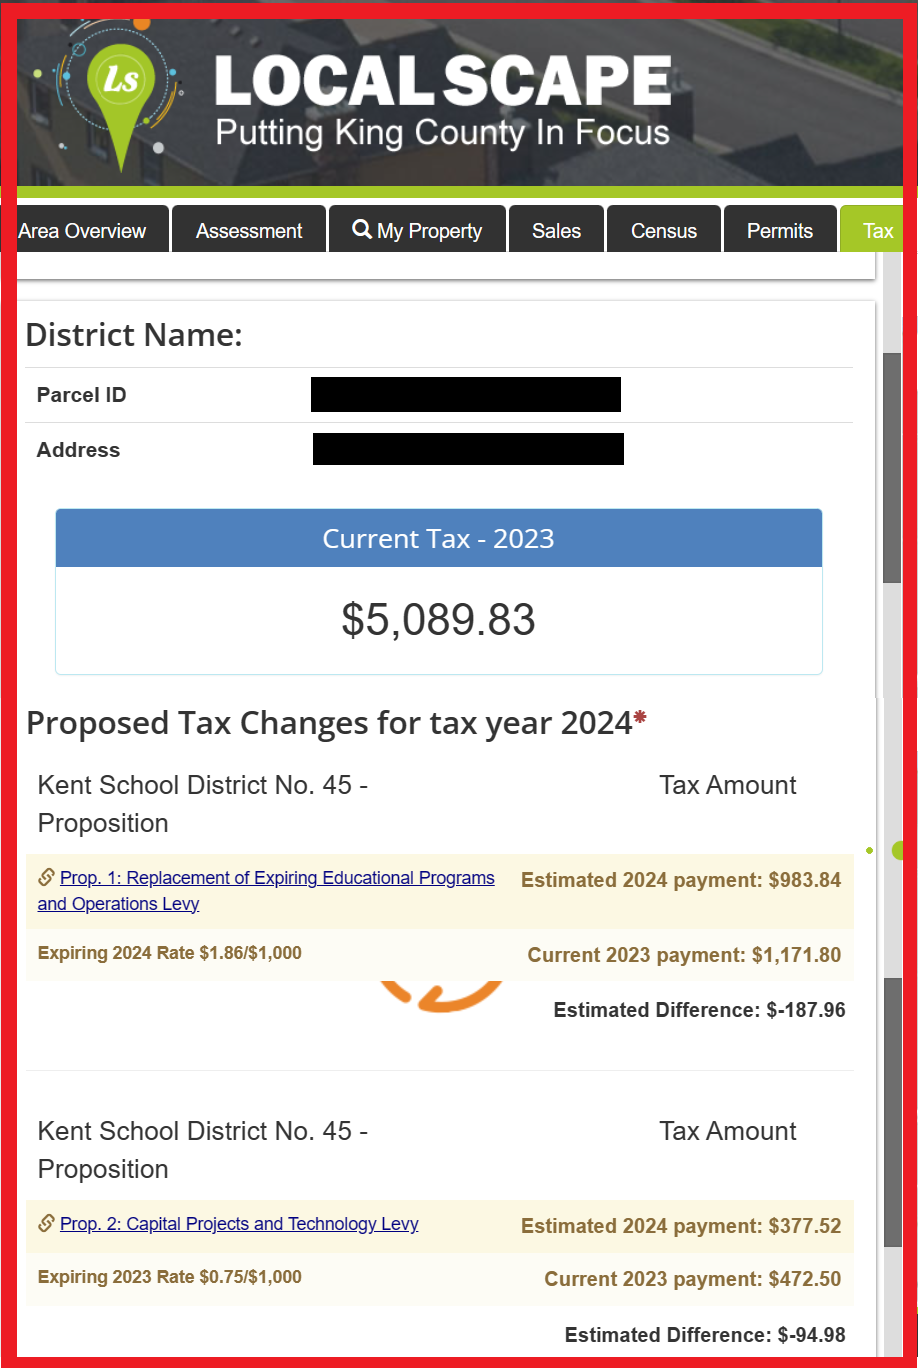 Ls
LOCAL SCAPE
Putting King County In Focus
Area Overview Assessment My Property Sales Census Permits Tax
District Name:
Parcel ID
Address
Current Tax - 2023
$5,089.83
Proposed Tax Changes for tax year 2024*
Kent School District No. 45 - Tax Amount
Proposition
Prop. 1: Replacement of Expiring Educational Programs Estimated 2024 payment: $983.84
and Operations Levy
Expiring 2024 Rate $1.86/$1,000 Current 2023 payment: $1,171.80
Estimated Difference: $-187.96
Kent School District No. 45 - Tax Amount
Proposition
Prop. 2: Capital Projects and Technology Levy Estimated 2024 payment: $377.52
Expiring 2023 Rate $0.75/$1,000 Current 2023 payment: $472.50
Estimated Difference: $-94.98